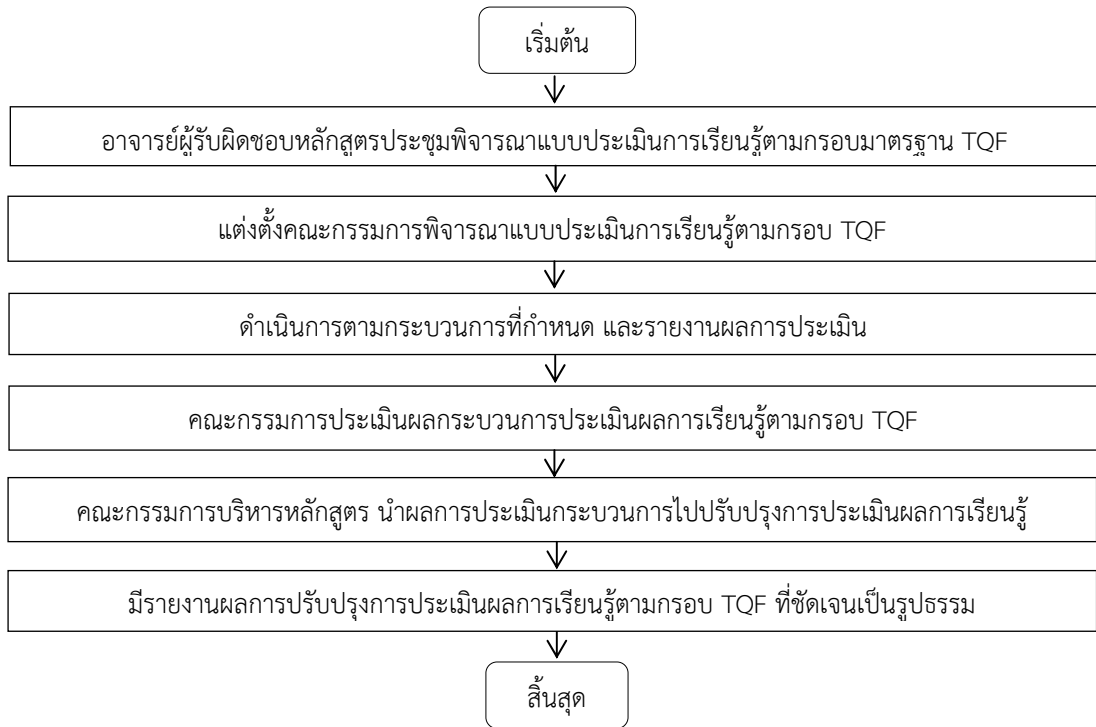 เริ่มต้น
อาจารย์ผู้รับผิดชอบหลักสูตรประชุมพิจารณาแบบประเมินการเรียนรู้ตามกรอบมาตรฐาน TQF
แต่งตั้งคณะกรรมการพิจารณาแบบประเมินการเรียนรู้ตามกรอบ TQF
ดำเนินการตามกระบวนการที่กำหนด และรายงานผลการประเมิน
คณะกรรมการประเมินผลกระบวนการประเมินผลการเรียนรู้ตามกรอบ TQF
คณะกรรมการบริหารหลักสูตร นำผลการประเมินกระบวนการไปปรับปรุงการประเมินผลการเรียนรู้
มีรายงานผลการปรับปรุงการประเมินผลการเรียนรู้ตามกรอบ TQF ที่ชัดเจนเป็นรูปธรรม
สิ้นสุด